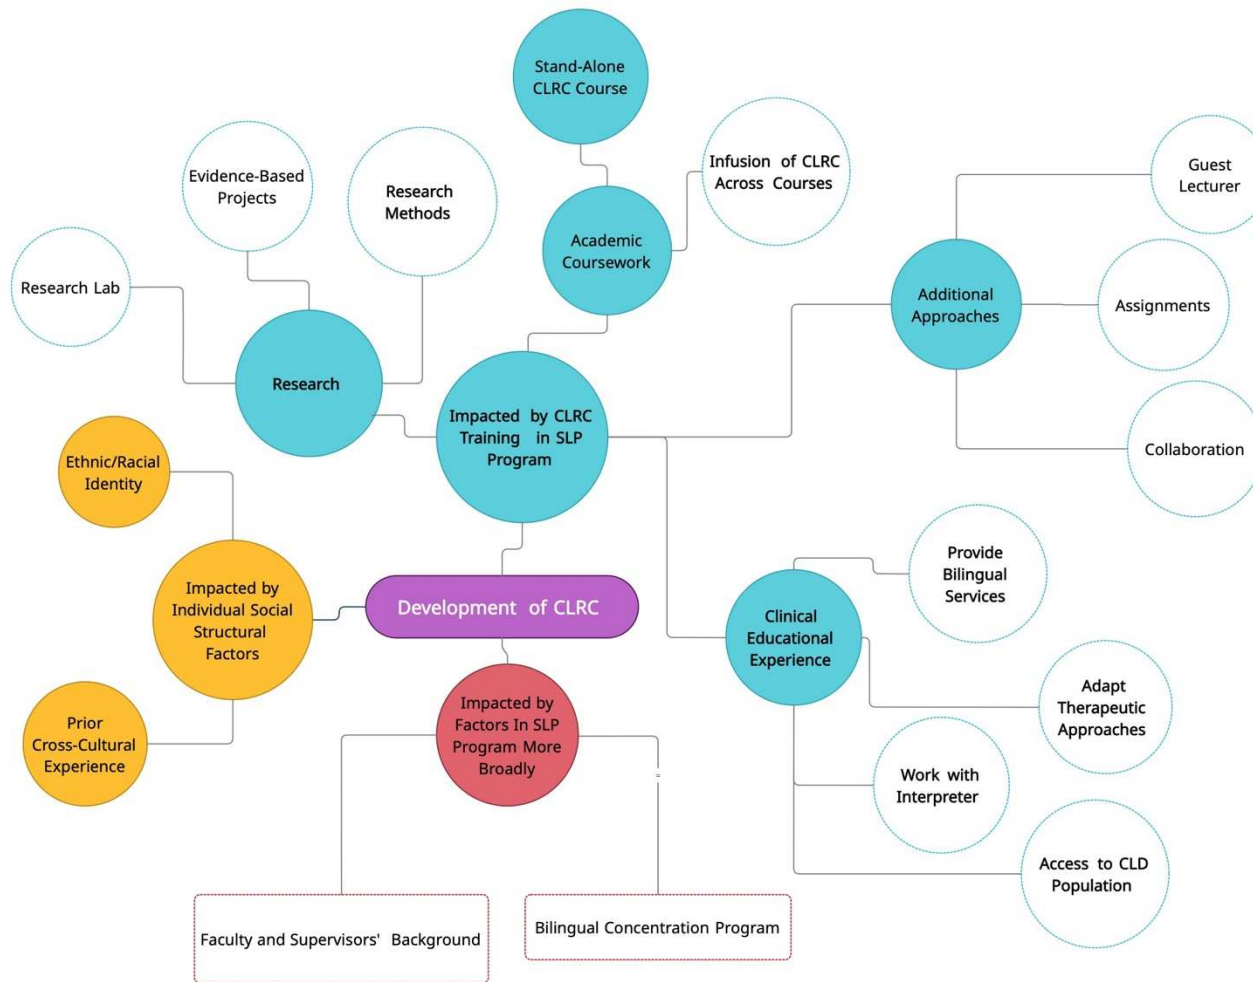 Stand-Alone
CLRC Course
Infusion of CLRC
Across Courses
Guest
Lecturer
Evidence-Based
Projects
Research
Methods
Academic
Coursework
Research Lab
Additional
Approaches
Assignments
Research
Impacted by CLRC
Training in SLP
Program
Collaboration
Ethnic/Racial
Identity
Impacted by
Individual Social
Structural
Factors
Development of CLRC
Provide
Bilingual
Services
Clinical
Educational
Experience
Adapt
Therapeutic
Approaches
Prior
Cross-Cultural
Experience
Impacted by
Factors In SLP
Program More
Broadly
Work with
Interpreter
Access to CLD
Population
Faculty and Supervisors' Background
Bilingual Concentration Program